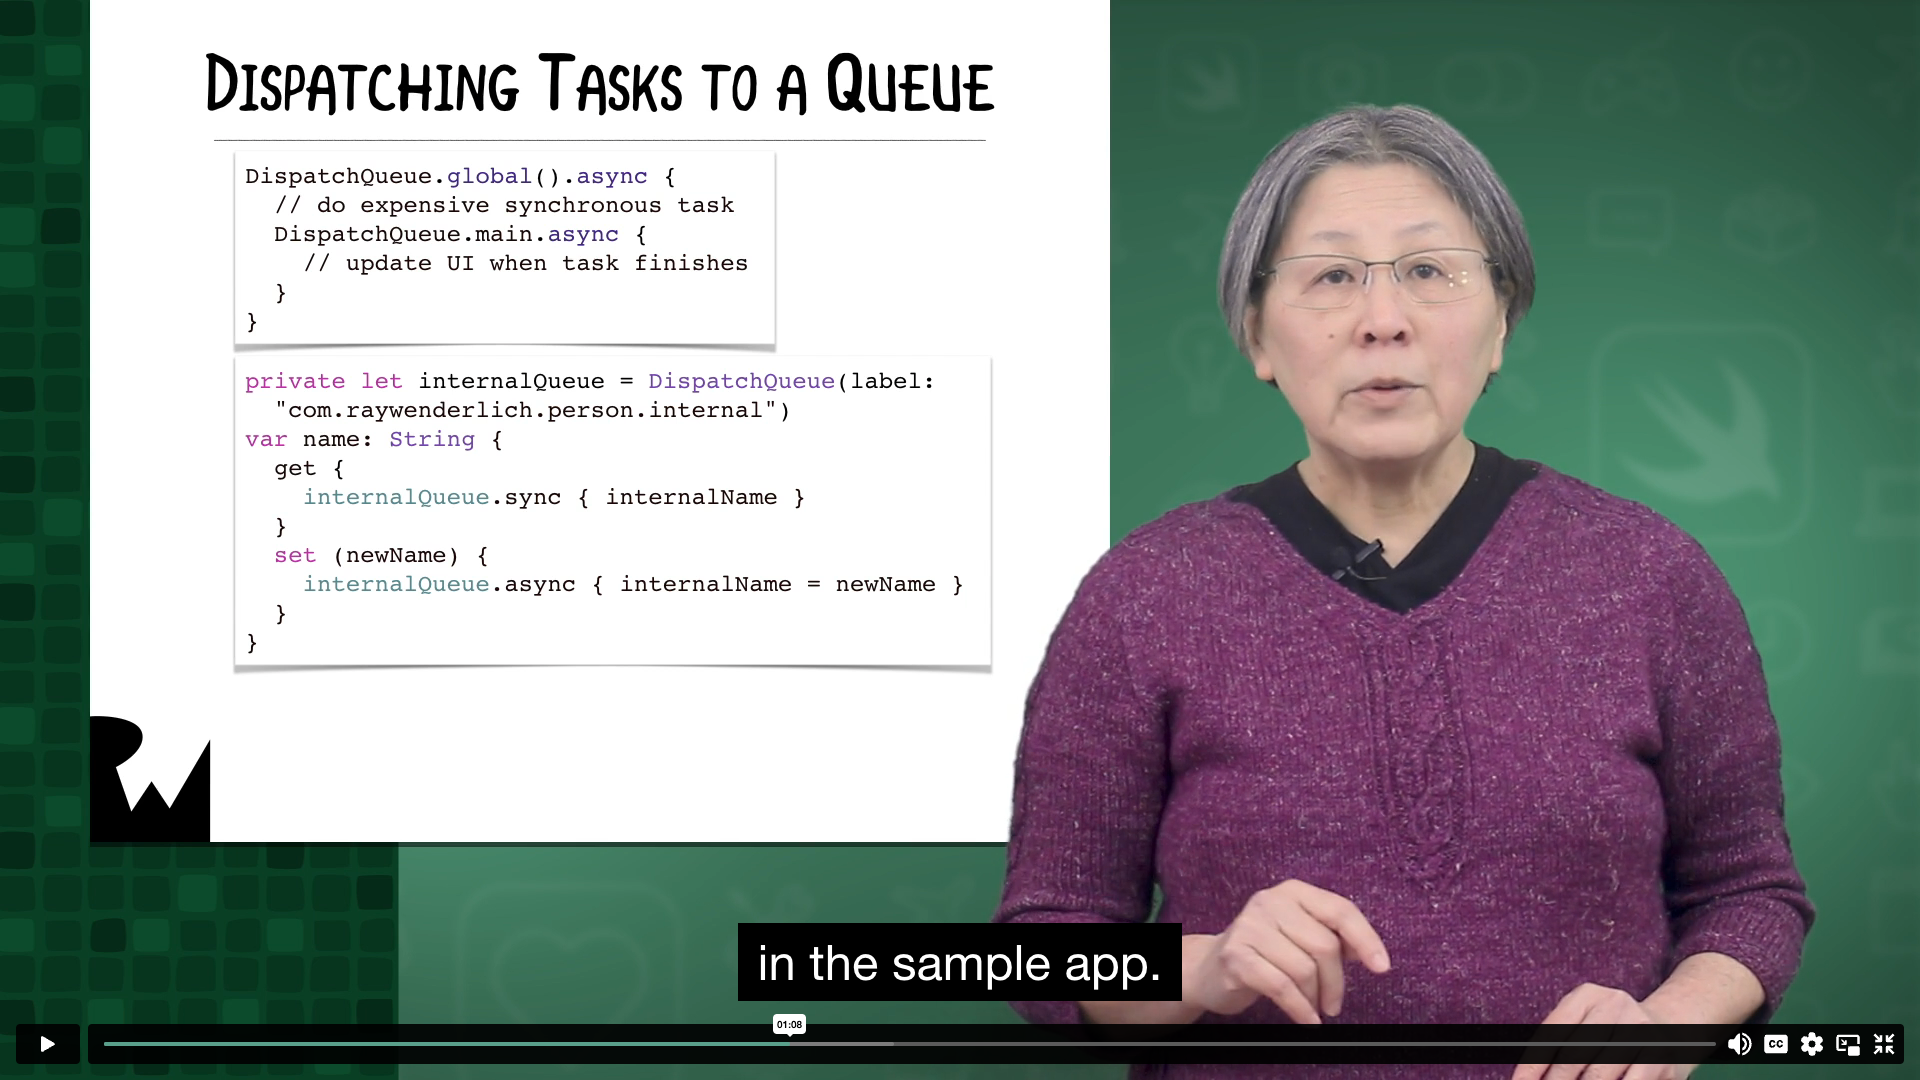 DISPATCHING TASKS TO A QUEUE
DispatchQueue.global().async {
  // do expensive synchronous task
  DispatchQueue.main.async {
    // update UI when task finishes
  }
}
private let internalQueue = DispatchQueue(label:
  "com.raywenderlich.person.internal")
var name: String {
  get {
    internalQueue.sync { internalName }
  }
  set (newName) {
    internalQueue.async { internalName = newName }
  }
}
RW
in the sample app.
01:08
CC